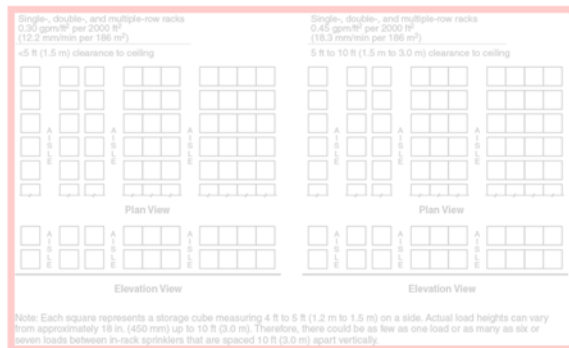 Single-, double-, and multiple-row racks
0.30 gpm/ft² per 2000 ft²
(12.2 mm/min per 186 m²)
<5 ft (1.5 m) clearance to ceiling
AISLE
AISLE
AISLE
Plan View
AISLE
AISLE
AISLE
Elevation View
Single-, double-, and multiple-row racks
0.45 gpm/ft² per 2000 ft²
(18.3 mm/min per 186 m²)
5 ft to 10 ft (1.5 m to 3.0 m) clearance to ceiling
AISLE
AISLE
AISLE
Plan View
AISLE
AISLE
AISLE
Elevation View
Note: Each square represents a storage cube measuring 4 ft to 5 ft (1.2 m to 1.5 m) on a side. Actual load heights can vary
from approximately 18 in. (450 mm) up to 10 ft (3.0 m). Therefore, there could be as few as one load or as many as six or
seven loads between in-rack sprinklers that are spaced 10 ft (3.0 m) apart vertically.